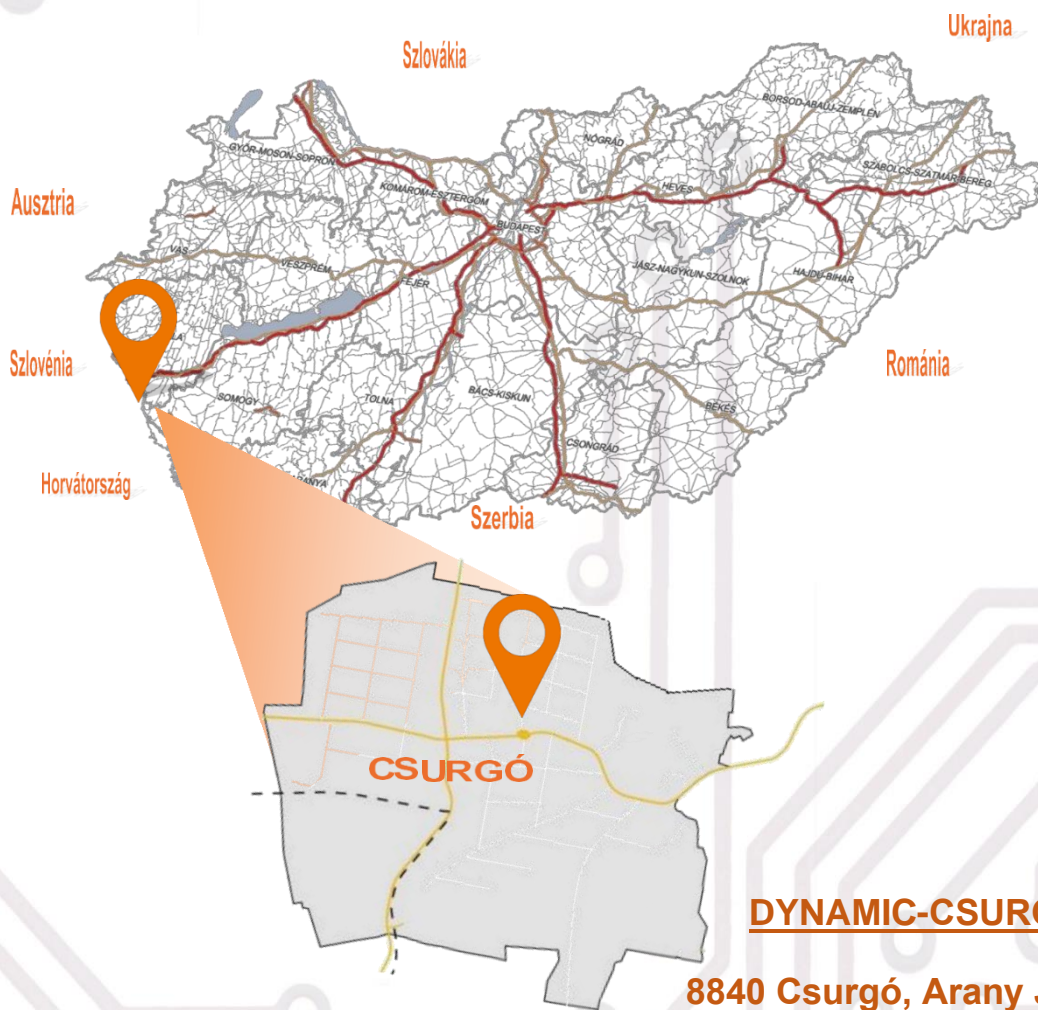 Ukrajna
Szlovákia
BORSOD-ABAÚJ-ZEMPLÉN
NÓGRÁD
GYŐR-MOSON-SOPRON
SZABOLCS-SZATMÁR-BEREG
HEVES
KOMÁROM-ESZTERGOM
Ausztria
BUDAPEST
VAS
VESZPRÉM
JÁSZ-NAGYKUN-SZOLNOK
HAJDÚ-BIHAR
FEJÉR
Szlovénia
Románia
SOMOGY
TOLNA
BÁCS-KISKUN
BÉKÉS
CSONGRÁD
Horvátország
Szerbia
CSURGÓ
DYNAMIC-CSURG
8840 Csurgó, Arany